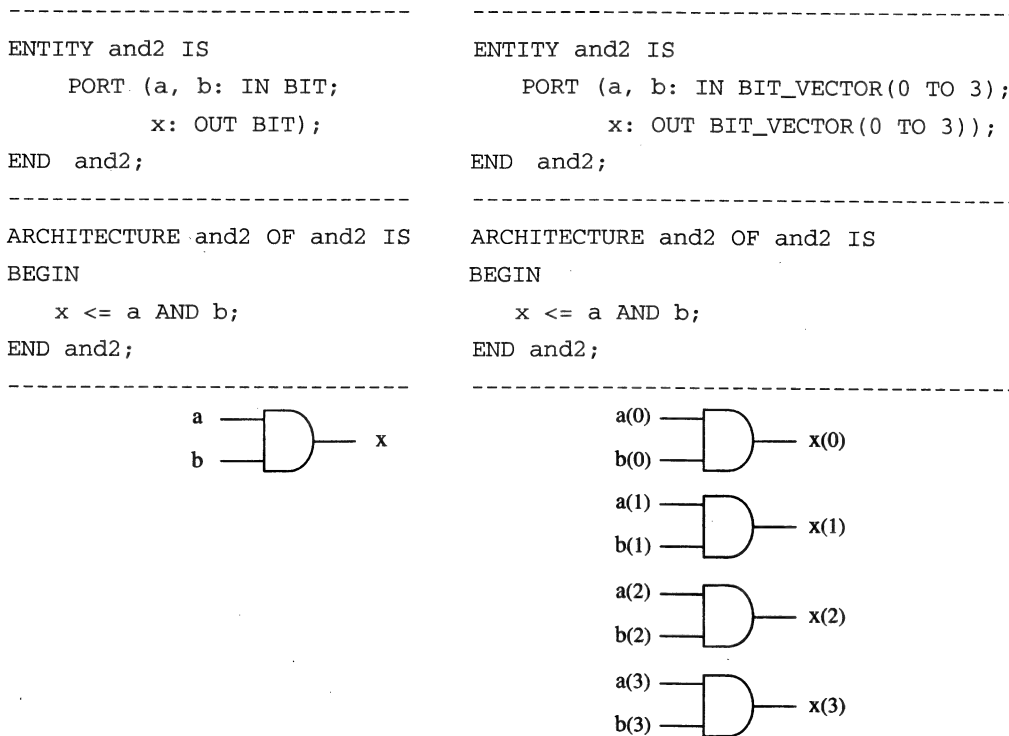 ---------------------------
ENTITY and2 IS
PORT (a, b: IN BIT;
x: OUT BIT);
END and2;
---------------------------
ARCHITECTURE and2 OF and2 IS
BEGIN
x <= a AND b;
END and2;
---------------------------
a
b
x
------------------------------------
ENTITY and2 IS
PORT (a, b: IN BIT_VECTOR(0 TO 3);
x: OUT BIT_VECTOR(0 TO 3));
END and2;
------------------------------------
ARCHITECTURE and2 OF and2 IS
BEGIN
x <= a AND b;
END and2;
------------------------------------
a(0)
b(0)
x(0)
a(1)
b(1)
x(1)
a(2)
b(2)
x(2)
a(3)
b(3)
x(3)